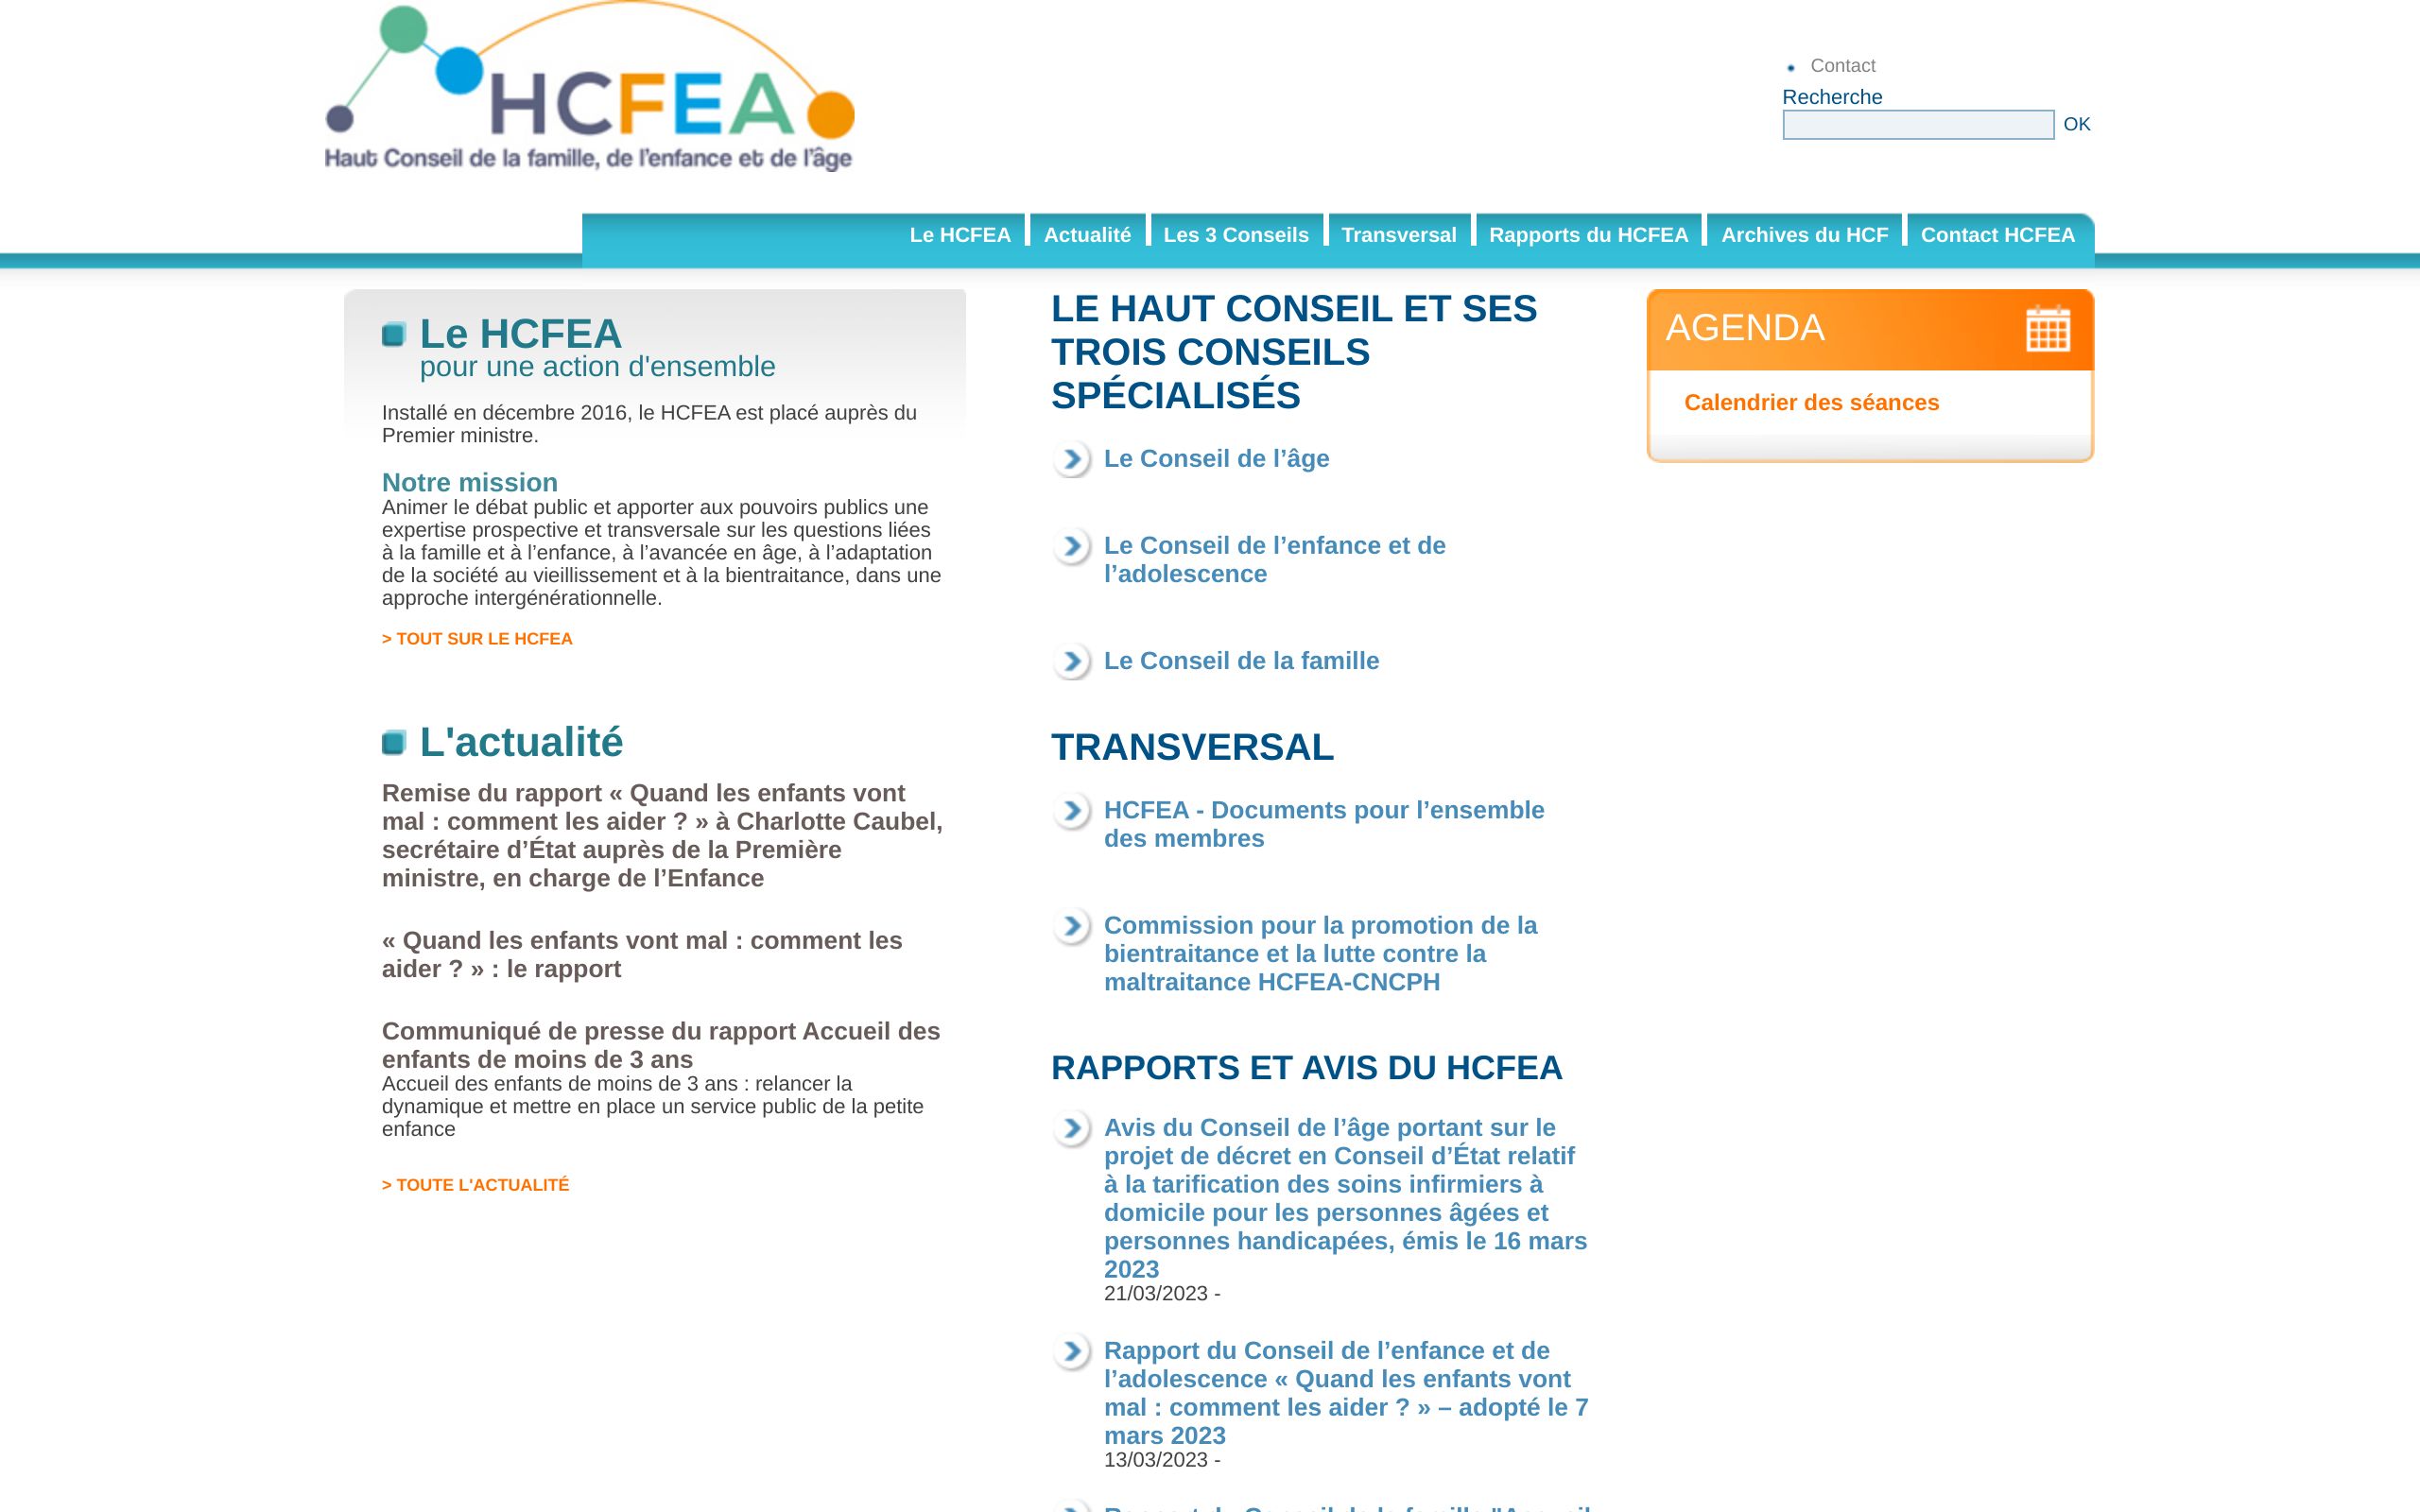 HCFEA
Haut Conseil de la famille, de l'enfance et de l'âge
Contact
Recherche
OK
Le HCFEA
Actualité
Les 3 Conseils
Transversal
Rapports du HCFEA
Archives du HCF
Contact HCFEA
Le HCFEA
pour une action d'ensemble
Installé en décembre 2016, le HCFEA est placé auprès du
Premier ministre.
Notre mission
Animer le débat public et apporter aux pouvoirs publics une
expertise prospective et transversale sur les questions liées
à la famille et à l’enfance, à l’avancée en âge, à l’adaptation
de la société au vieillissement et à la bientraitance, dans une
approche intergénérationnelle.
> TOUT SUR LE HCFEA
L'actualité
Remise du rapport « Quand les enfants vont
mal : comment les aider ? » à Charlotte Caubel,
secrétaire d’État auprès de la Première
ministre, en charge de l’Enfance
« Quand les enfants vont mal : comment les
aider ? » : le rapport
Communiqué de presse du rapport Accueil des
enfants de moins de 3 ans
Accueil des enfants de moins de 3 ans : relancer la
dynamique et mettre en place un service public de la petite
enfance
> TOUTE L'ACTUALITÉ
LE HAUT CONSEIL ET SES
TROIS CONSEILS
SPÉCIALISÉS
Le Conseil de l’âge
Le Conseil de l’enfance et de
l’adolescence
Le Conseil de la famille
TRANSVERSAL
HCFEA - Documents pour l’ensemble
des membres
Commission pour la promotion de la
bientraitance et la lutte contre la
maltraitance HCFEA-CNCPH
RAPPORTS ET AVIS DU HCFEA
Avis du Conseil de l’âge portant sur le
projet de décret en Conseil d’État relatif
à la tarification des soins infirmiers à
domicile pour les personnes âgées et
personnes handicapées, émis le 16 mars
2023
21/03/2023 -
Rapport du Conseil de l’enfance et de
l’adolescence « Quand les enfants vont
mal : comment les aider ? » – adopté le 7
mars 2023
13/03/2023 -
Rapport du Conseil de la famille "Accueil
AGENDA
Calendrier des séances